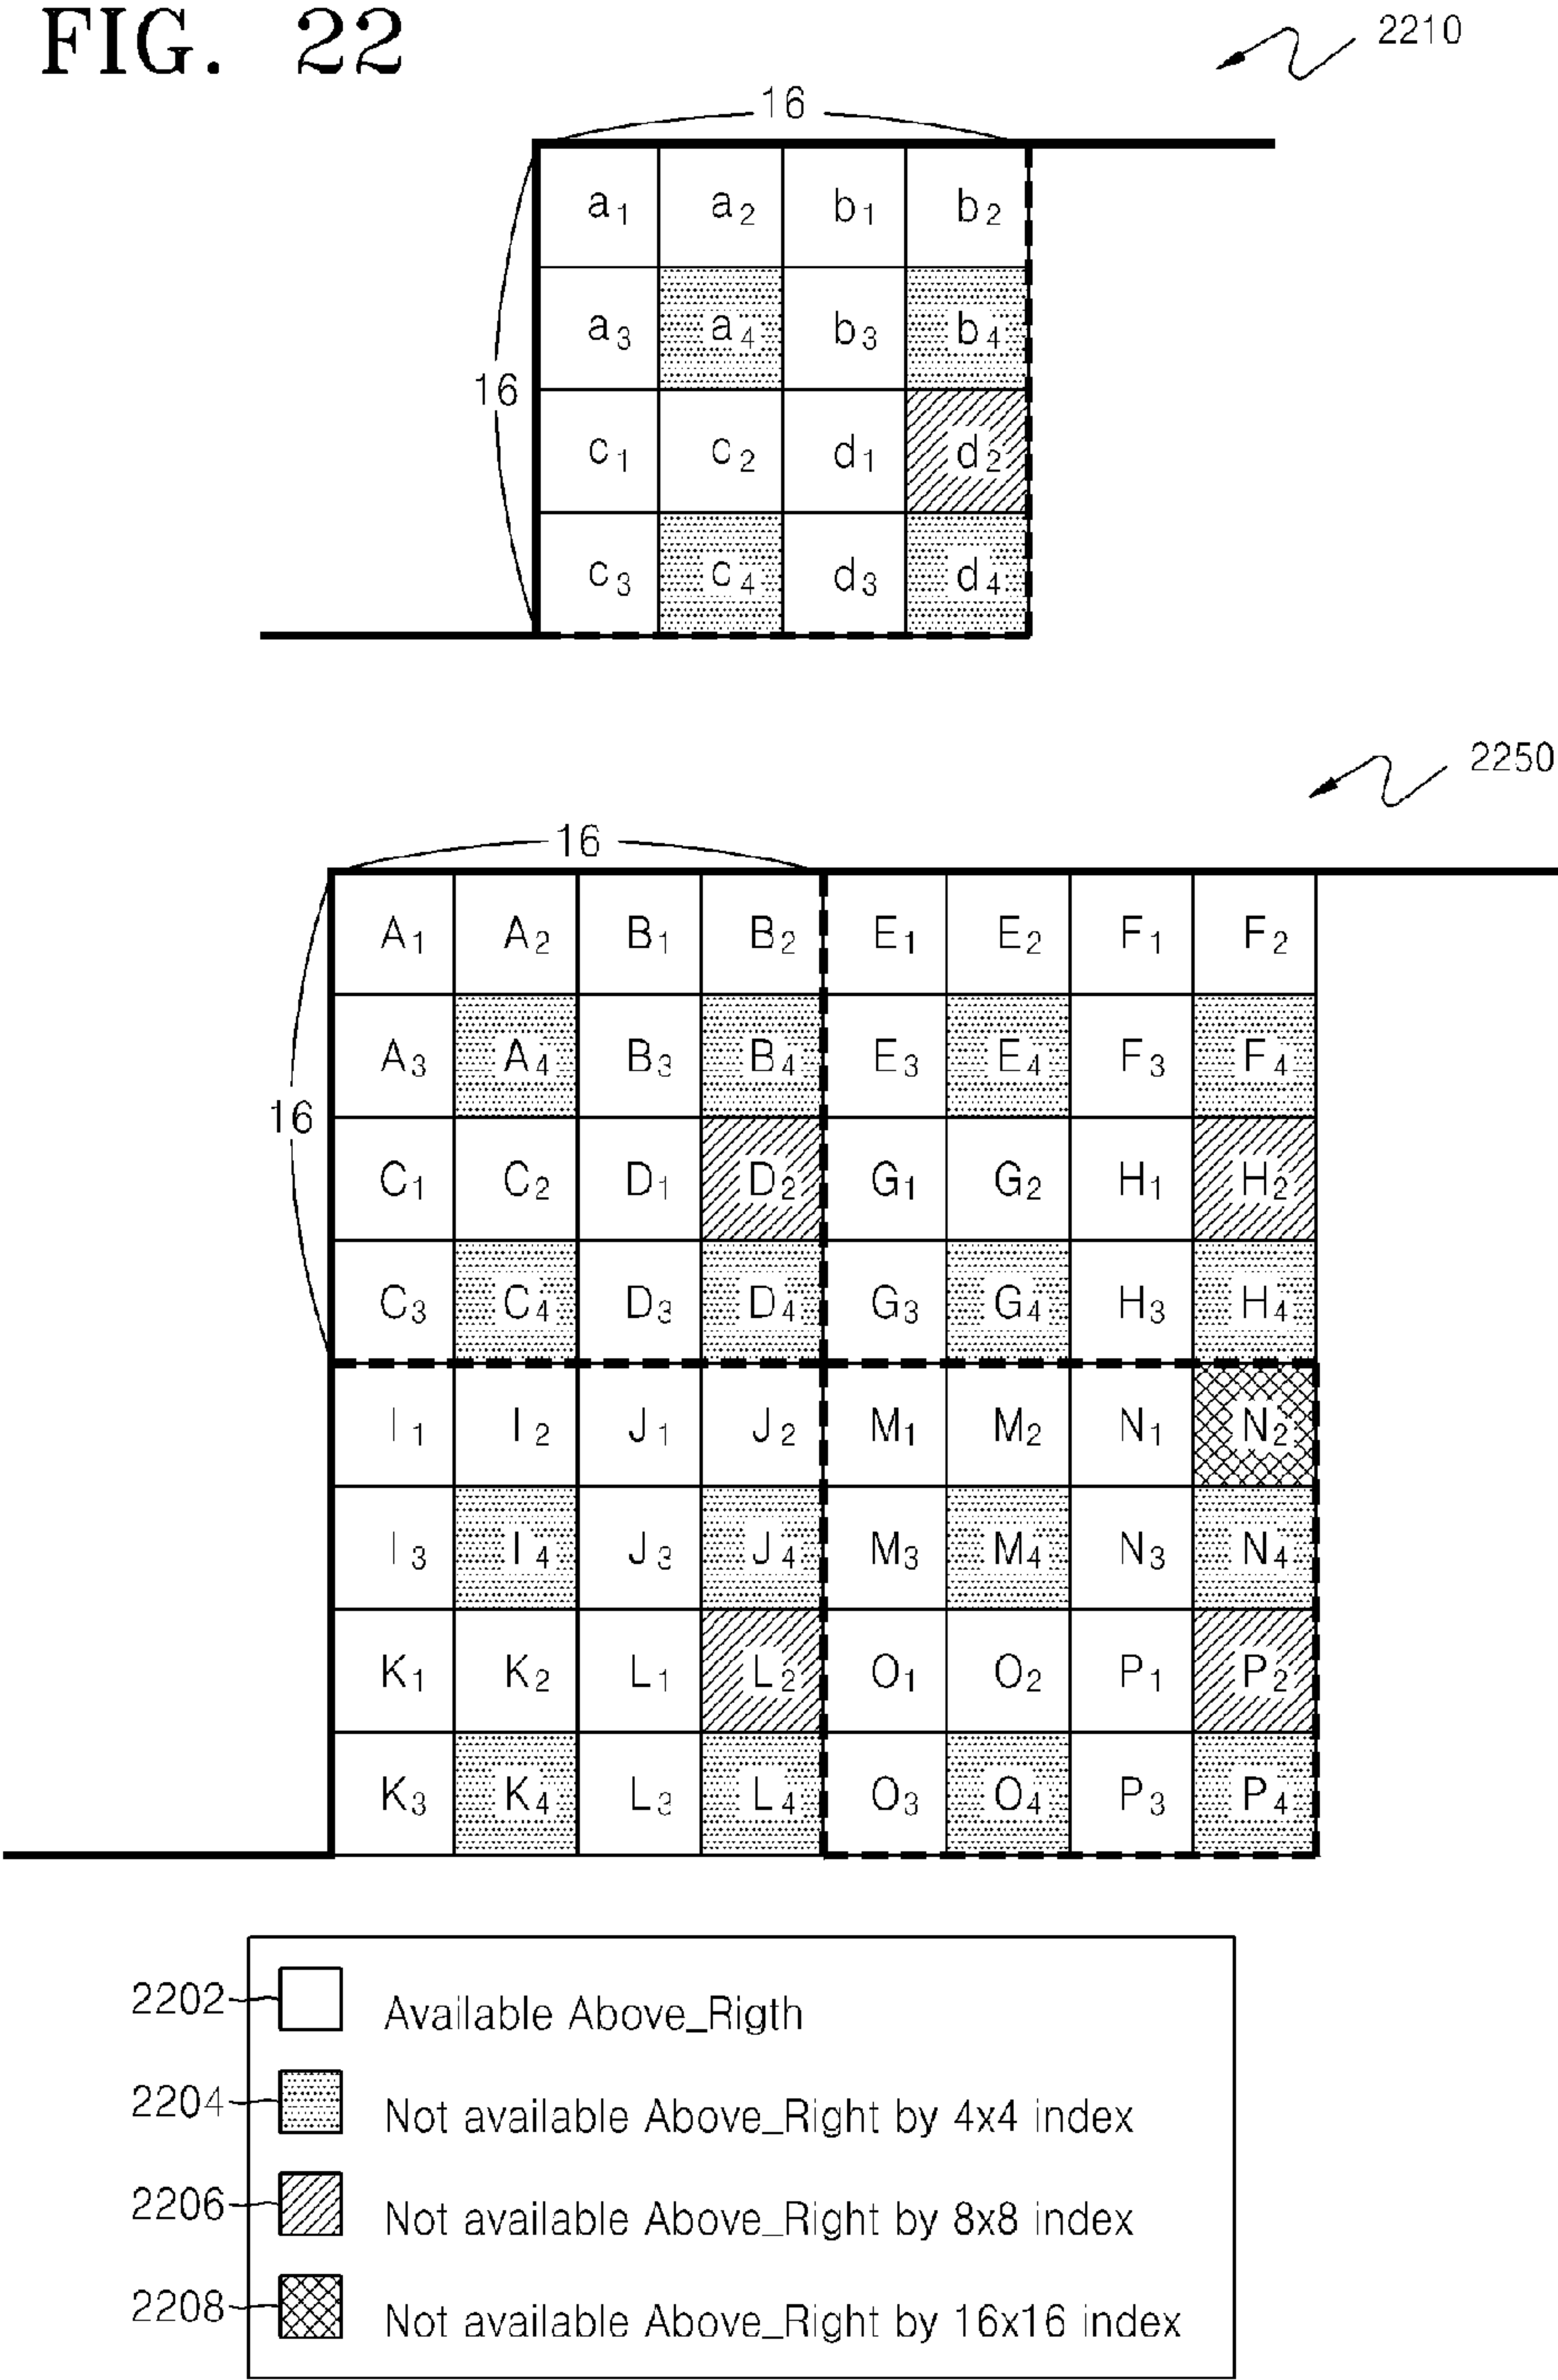 FIG. 22
2210
16
a1 a2 b1 b2
a3 a4 b3 b4
16
c1 c2 d1 d2
c3 c4 d3 d4
2250
16
A1 A2 B1 B2 E1 E2 F1 F2
A3 A4 B3 B4 E3 E4 F3 F4
16
C1 C2 D1 D2 G1 G2 H1 H2
C3 C4 D3 D4 G3 G4 H3 H4
I1 I2 J1 J2 M1 M2 N1 N2
I3 I4 J3 J4 M3 M4 N3 N4
K1 K2 L1 L2 O1 O2 P1 P2
K3 K4 L3 L4 O3 O4 P3 P4
2202 Available Above_Rigth
2204 Not available Above_Right by 4x4 index
2206 Not available Above_Right by 8x8 index
2208 Not available Above_Right by 16x16 index